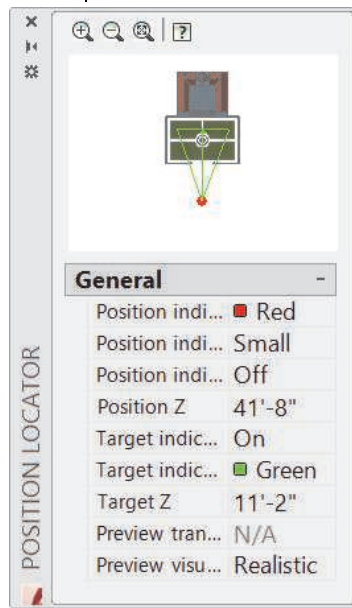 General -
Position indi... Red
Position indi... Small
Position indi... Off
Position Z 41'-8"
Target indic... On
Target indic... Green
Target Z 11'-2"
Preview tran... N/A
Preview visu... Realistic
POSITION LOCATOR